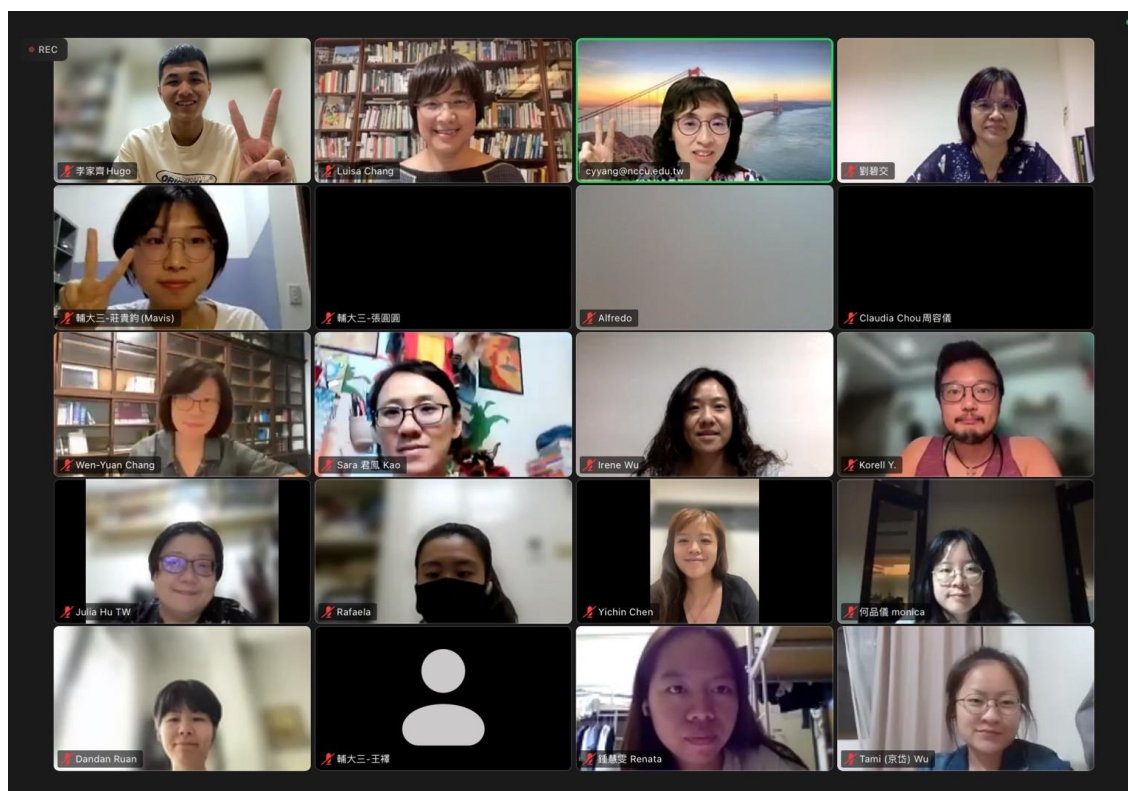 REC
李家齊 Hugo
Luisa Chang
cyyang@nccu.edu.tw
劉碧交
輔大三-莊貴鈞 (Mavis)
輔大三-張圓圓
Alfredo
Claudia Chou 周容儀
Wen-Yuan Chang
Sara 君鳳 Kao
Irene Wu
Korell Y.
Julia Hu TW
Rafaela
Yichin Chen
何品儀 monica
Dandan Ruan
輔大三-王襗
鍾慧雯 Renata
Tami (京岱) Wu